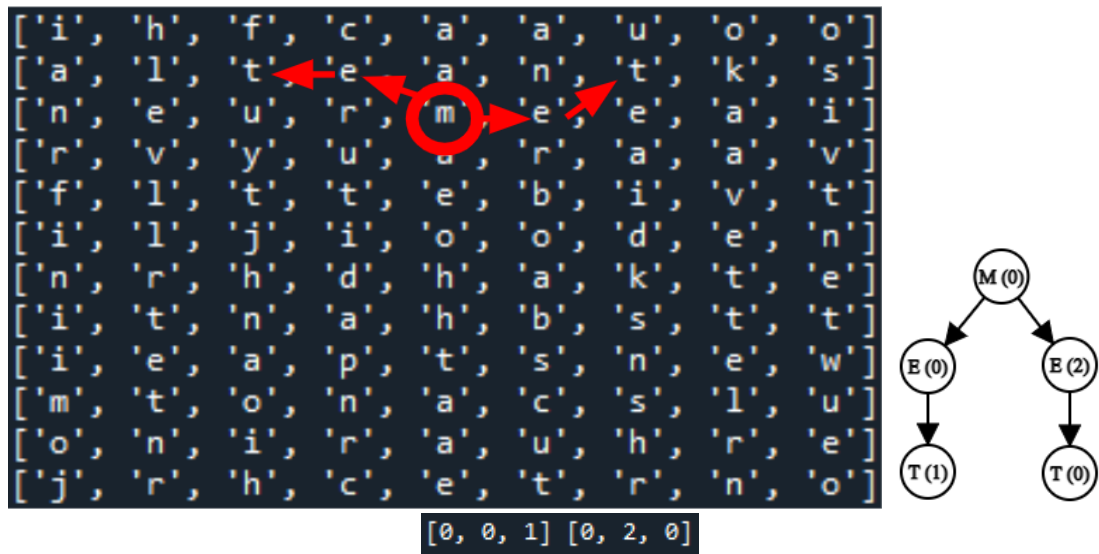 ['i', 'h', 'f', 'c', 'a', 'a', 'u', 'o', 'o']
['a', 'l', 't', 'e', 'a', 'n', 't', 'k', 's']
['n', 'e', 'u', 'r', 'm', 'e', 'e', 'a', 'i']
['r', 'v', 'y', 'u', 'a', 'r', 'a', 'a', 'v']
['f', 'l', 't', 't', 'e', 'b', 'i', 'v', 't']
['i', 'l', 'j', 'i', 'o', 'o', 'd', 'e', 'n']
['n', 'r', 'h', 'd', 'h', 'a', 'k', 't', 'e']
['i', 't', 'n', 'a', 'h', 'b', 's', 't', 't']
['i', 'e', 'a', 'p', 't', 's', 'n', 'e', 'w']
['m', 't', 'o', 'n', 'a', 'c', 's', 'l', 'u']
['o', 'n', 'i', 'r', 'a', 'u', 'h', 'r', 'e']
['j', 'r', 'h', 'c', 'e', 't', 'r', 'n', 'o']
M (0)
E (0) E (2)
T (1) T (0)
[0, 0, 1] [0, 2, 0]